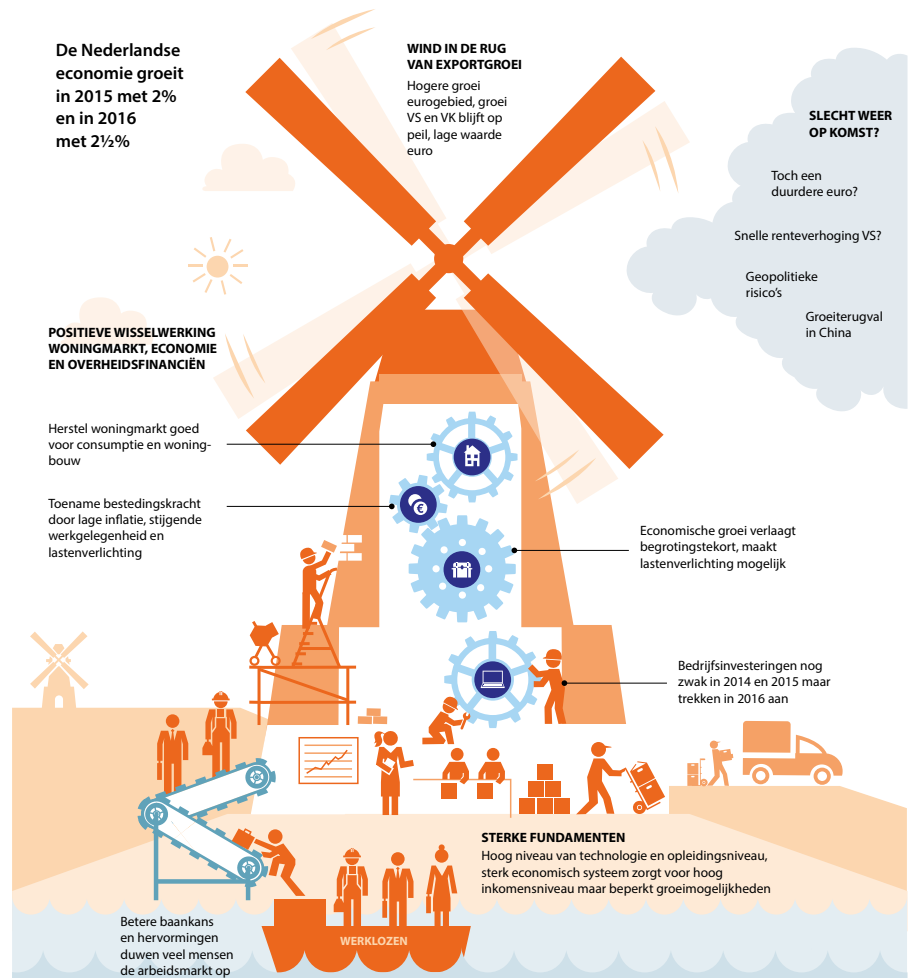 De Nederlandse
economie groeit
in 2015 met 2%
en in 2016
met 2½%
WIND IN DE RUG
VAN EXPORTGROEI
Hogere groei
eurogebied, groei
VS en VK blijft op
peil, lage waarde
euro
SLECHT WEER
OP KOMST?
Toch een
duurdere euro?
Snelle renteverhoging VS?
Geopolitieke
risico's
Groeiterugval
in China
POSITIEVE WISSELWERKING
WONINGMARKT, ECONOMIE
EN OVERHEIDSFINANCIËN
Herstel woningmarkt goed
voor consumptie en woning-
bouw
Toename bestedingskracht
door lage inflatie, stijgende
werkgelegenheid en
lastenverlichting
€
Economische groei verlaagt
begrotingstekort, maakt
lastenverlichting mogelijk
Bedrijfsinvesteringen nog
zwak in 2014 en 2015 maar
trekken in 2016 aan
STERKE FUNDAMENTEN
Hoog niveau van technologie en opleidingsniveau,
sterk economisch systeem zorgt voor hoog
inkomensniveau maar beperkt groeimogelijkheden
Betere baankans
en hervormingen
duwen veel mensen
de arbeidsmarkt op
WERKLOZEN